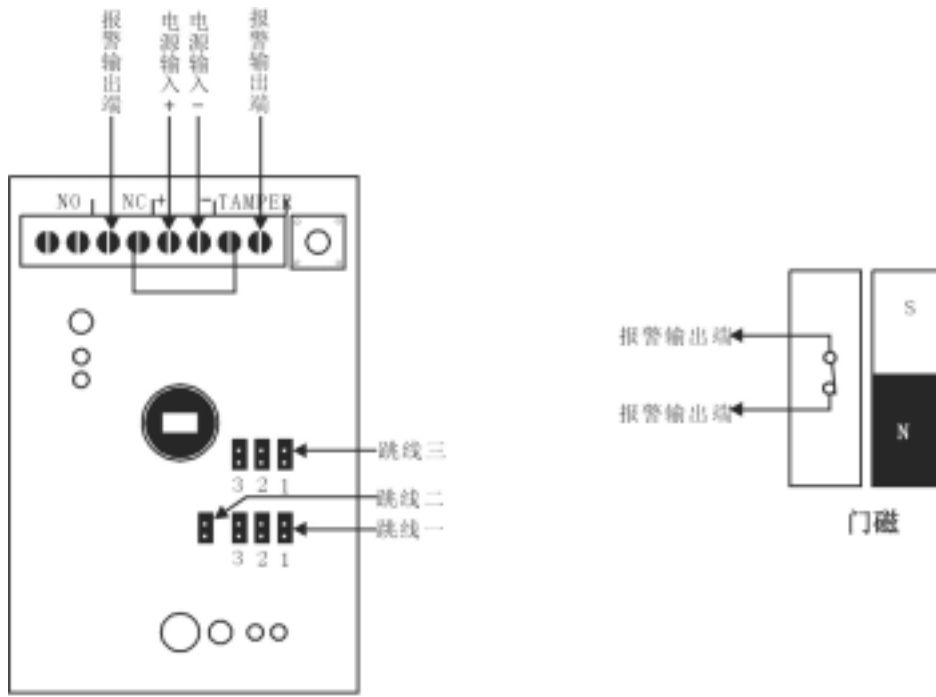 报警输出端
电源输入+
电源输入-
报警输出端
NO NC + - TAMPER
报警输出端
报警输出端
S
N
门磁
跳线三
3 2 1
跳线二
跳线一
3 2 1